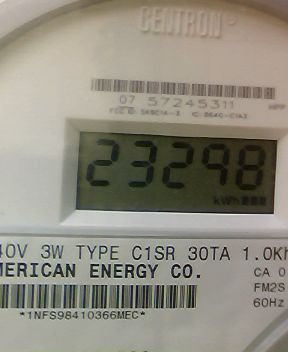 CENTRON®
07 57245311
23298
kWh
40V 3W TYPE C1SR 30TA 1.0Kh
MERICAN ENERGY CO.
CA 0
FM2S
60Hz
*1NFS98410366MEC*